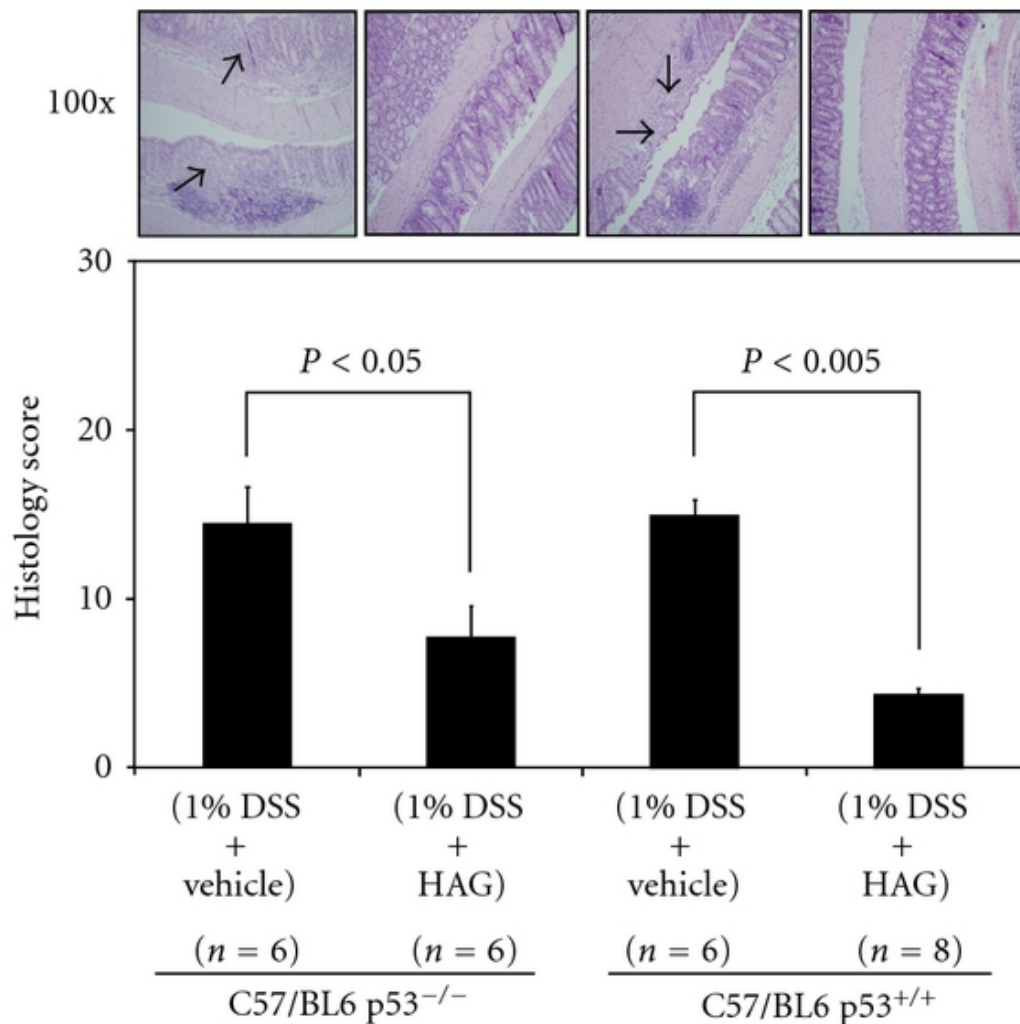 100x
30
P < 0.05
P < 0.005
20
Histology score
10
0
(1% DSS (1% DSS (1% DSS (1% DSS
+ + + +
vehicle) HAG) vehicle) HAG)
(n = 6) (n = 6) (n = 6) (n = 8)
C57/BL6 p53−/− C57/BL6 p53+/+